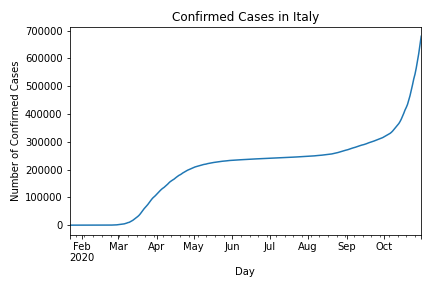 Confirmed Cases in Italy
700000
600000
500000
400000
300000
200000
100000
0
Number of Confirmed Cases
Feb Mar Apr May Jun Jul Aug Sep Oct
2020
Day